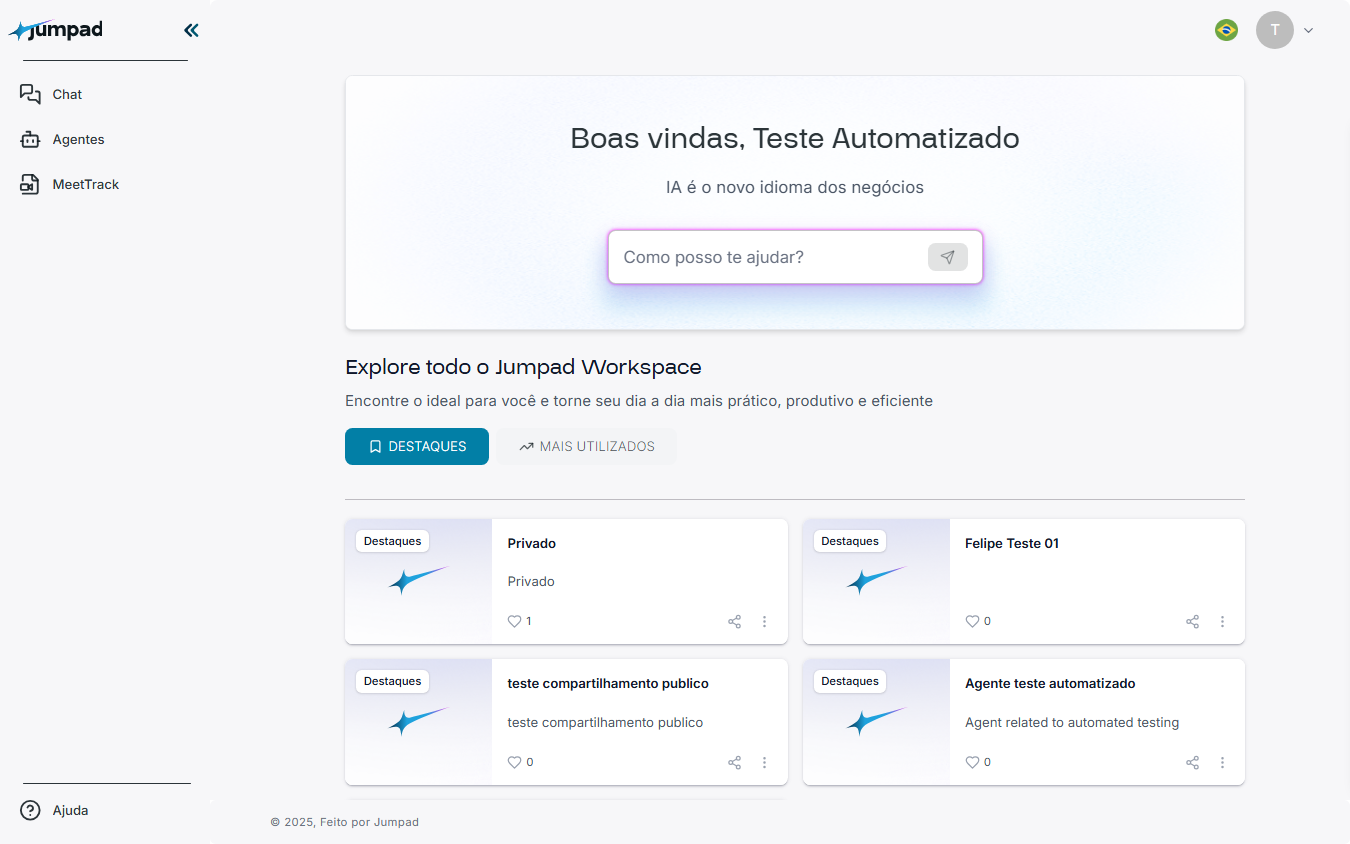 Jumpad
T
Chat
Agentes
MeetTrack
Boas vindas, Teste Automatizado
IA é o novo idioma dos negócios
Como posso te ajudar?
Explore todo o Jumpad Workspace
Encontre o ideal para você e torne seu dia a dia mais prático, produtivo e eficiente
DESTAQUES
MAIS UTILIZADOS
Destaques
Privado
Privado
1
Destaques
Felipe Teste 01
0
Destaques
teste compartilhamento publico
teste compartilhamento publico
0
Destaques
Agente teste automatizado
Agent related to automated testing
0
Ajuda
© 2025, Feito por Jumpad